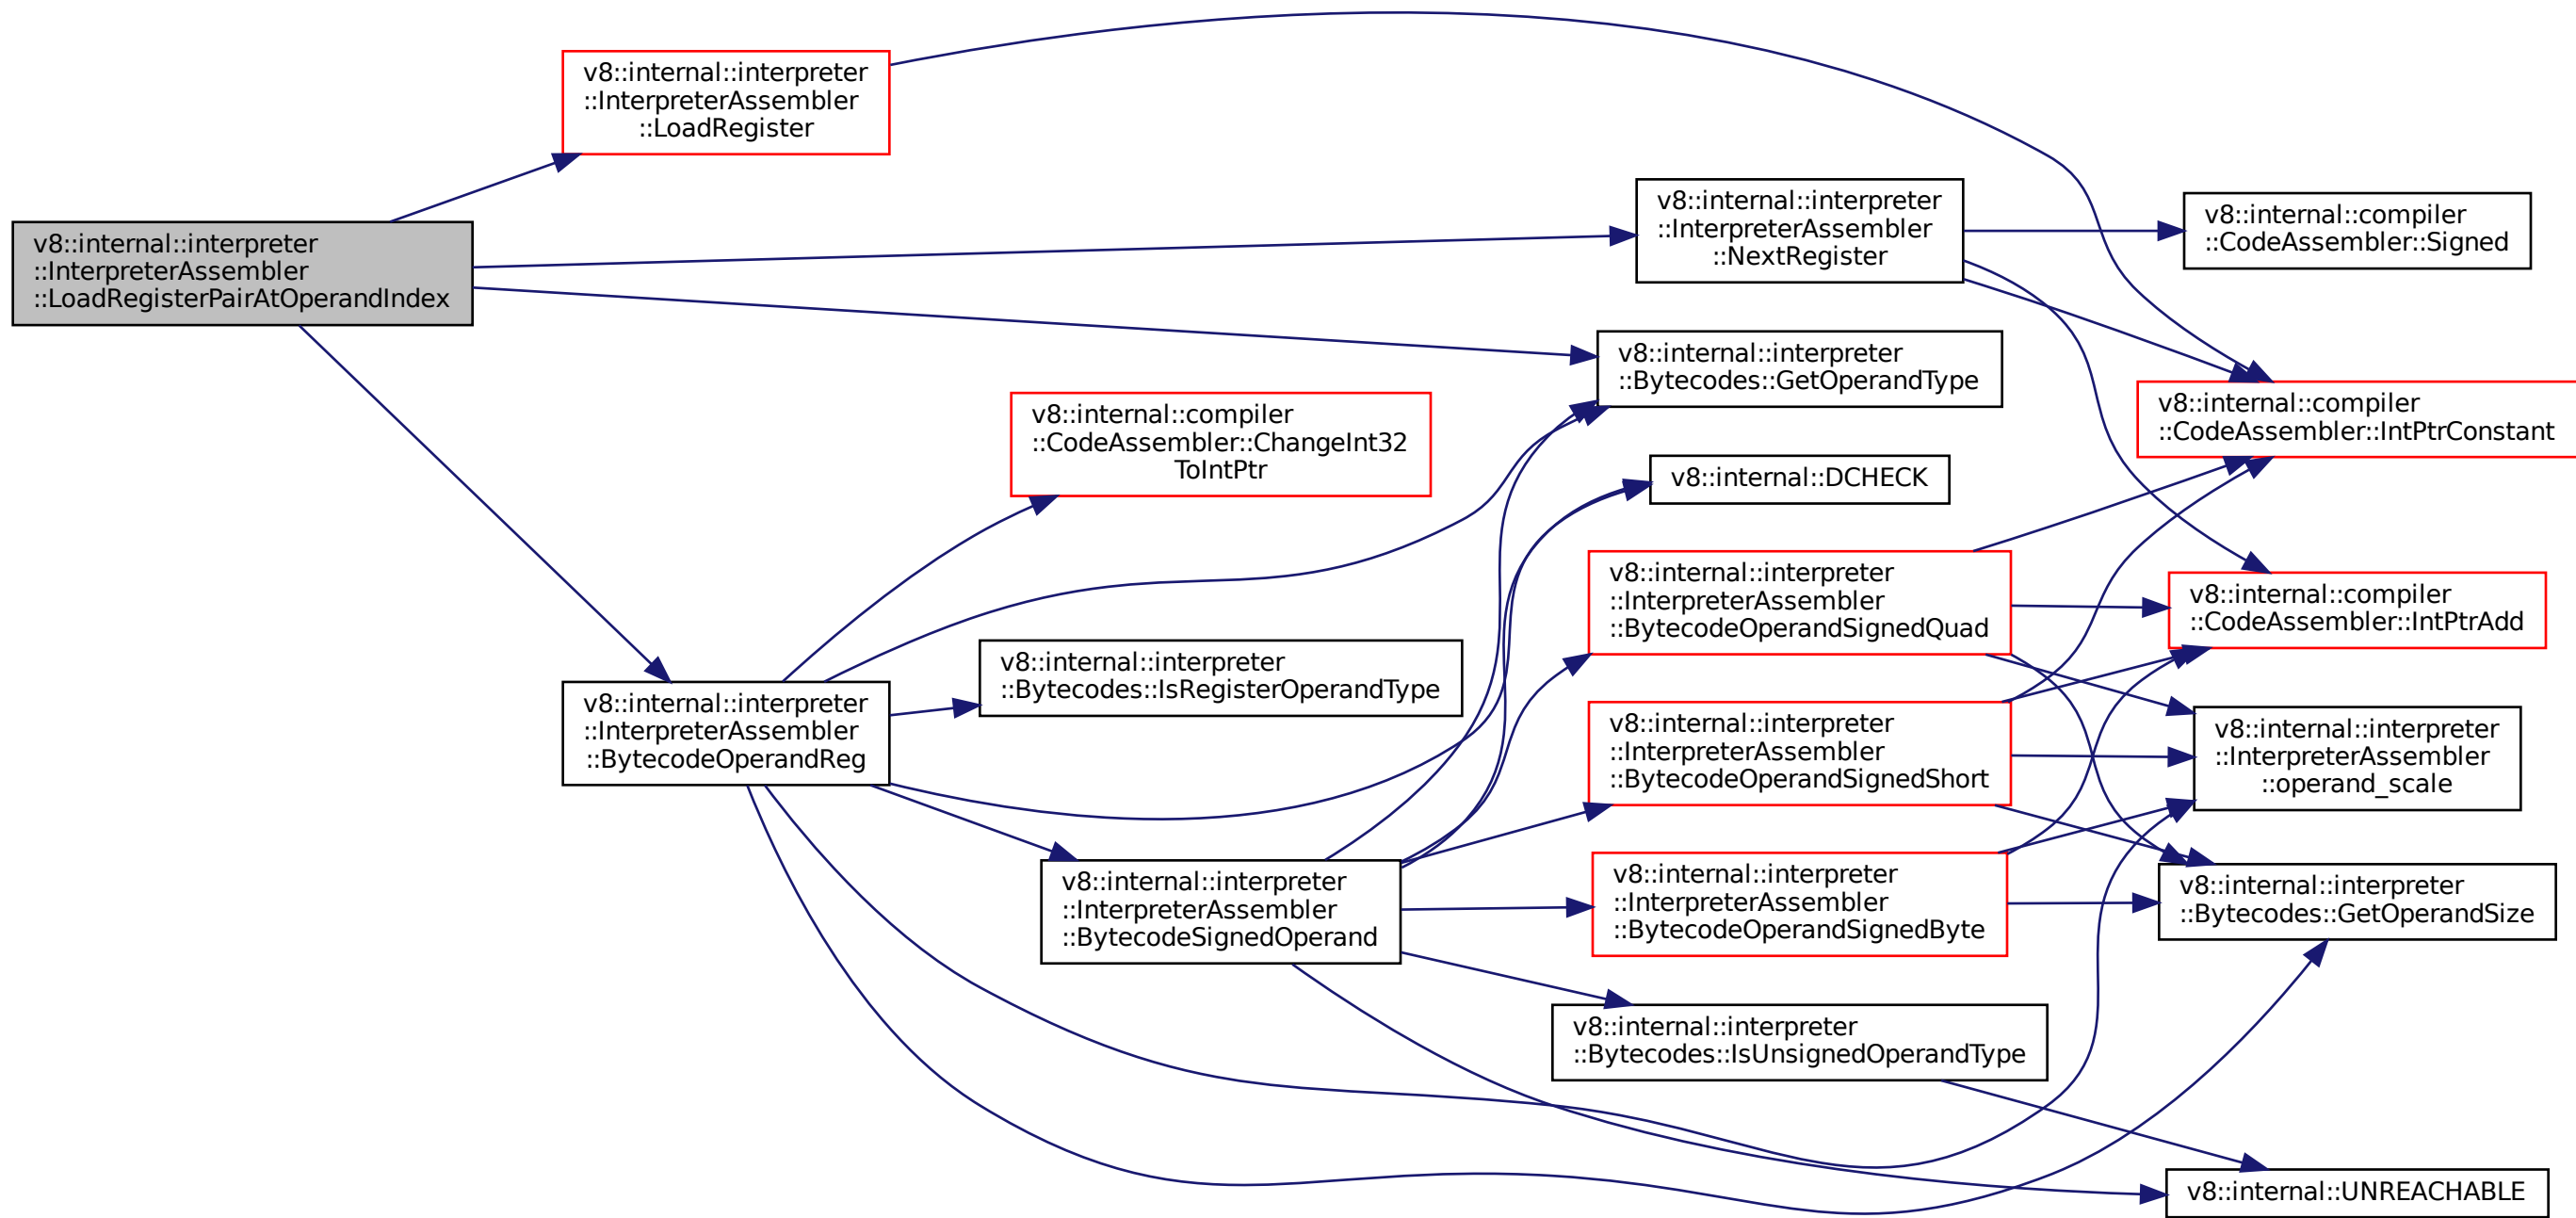 v8::internal::interpreter
::InterpreterAssembler
::LoadRegisterPairAtOperandIndex
v8::internal::interpreter
::InterpreterAssembler
::LoadRegister
v8::internal::interpreter
::InterpreterAssembler
::BytecodeOperandReg
v8::internal::compiler
::CodeAssembler::ChangeInt32
ToIntPtr
v8::internal::interpreter
::Bytecodes::IsRegisterOperandType
v8::internal::interpreter
::InterpreterAssembler
::BytecodeSignedOperand
v8::internal::interpreter
::InterpreterAssembler
::NextRegister
v8::internal::interpreter
::Bytecodes::GetOperandType
v8::internal::DCHECK
v8::internal::interpreter
::InterpreterAssembler
::BytecodeOperandSignedQuad
v8::internal::interpreter
::InterpreterAssembler
::BytecodeOperandSignedShort
v8::internal::interpreter
::InterpreterAssembler
::BytecodeOperandSignedByte
v8::internal::interpreter
::Bytecodes::IsUnsignedOperandType
v8::internal::compiler
::CodeAssembler::Signed
v8::internal::compiler
::CodeAssembler::IntPtrConstant
v8::internal::compiler
::CodeAssembler::IntPtrAdd
v8::internal::interpreter
::InterpreterAssembler
::operand_scale
v8::internal::interpreter
::Bytecodes::GetOperandSize
v8::internal::UNREACHABLE